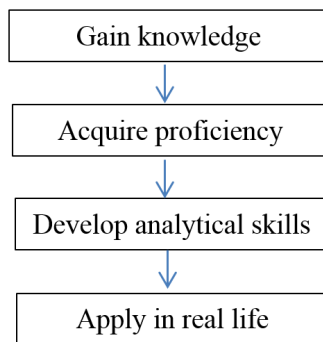 Gain knowledge
Acquire proficiency
Develop analytical skills
Apply in real life